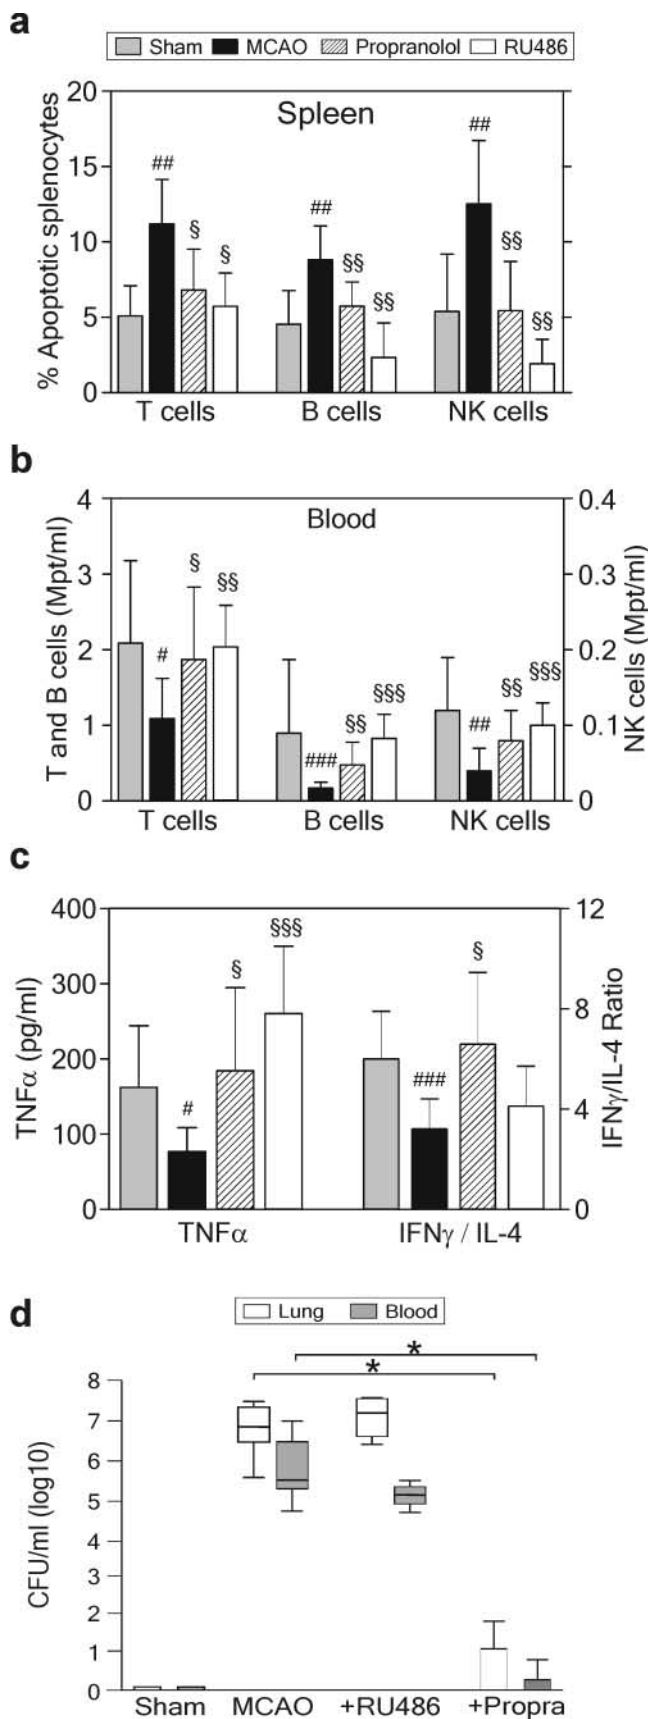 a
Sham MCAO Propranolol RU486
Spleen
% Apoptotic splenocytes
20
15
10
5
0
## § §
## §§ §§
## §§ §§
T cells B cells NK cells
b
Blood
T and B cells (Mpt/ml)
4
3
2
1
0
NK cells (Mpt/ml)
0.4
0.3
0.2
0.1
0
# § §§
### §§ §§§
## §§ §§§
T cells B cells NK cells
c
TNFα (pg/ml)
400
300
200
100
0
IFNγ/IL-4 Ratio
12
8
4
0
# § §§§
### §
TNFα IFNγ / IL-4
d
Lung Blood
* *
CFU/ml (log10)
8
7
6
5
4
3
2
1
0
Sham MCAO +RU486 +Propra